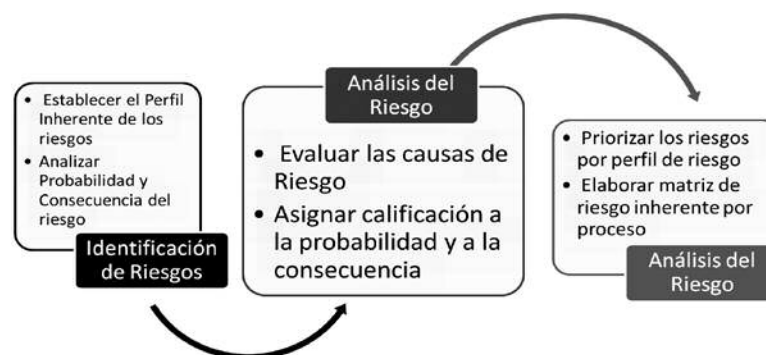 • Establecer el Perfil
Inherente de los
riesgos
• Analizar
Probabilidad y
Consecuencia del
riesgo
Identificación
de Riesgos
Análisis del
Riesgo
• Evaluar las causas de
Riesgo
• Asignar calificación a
la probabilidad y a la
consecuencia
• Priorizar los riesgos
por perfil de riesgo
• Elaborar matriz de
riesgo inherente por
proceso
Análisis del
Riesgo